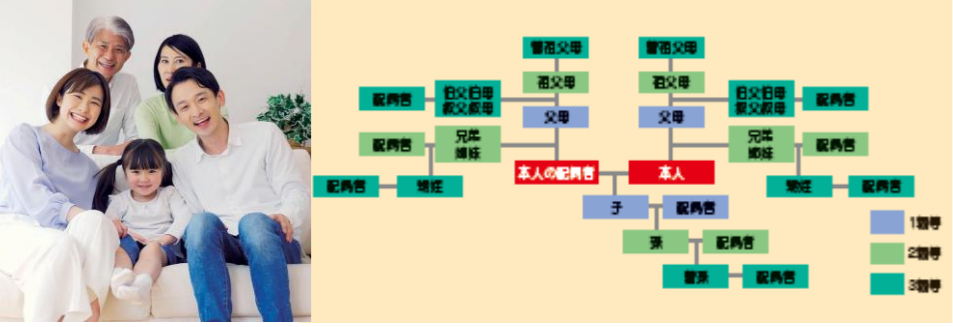 曽祖父母
曽祖父母
祖父母
祖父母
配偶者
伯父伯母
叔父叔母
伯父伯母
叔父叔母
配偶者
父母
父母
配偶者
兄弟
姉妹
兄弟
姉妹
配偶者
本人の配偶者
本人
配偶者
甥姪
甥姪
配偶者
子
配偶者
1親等
孫
配偶者
2親等
曽孫
配偶者
3親等